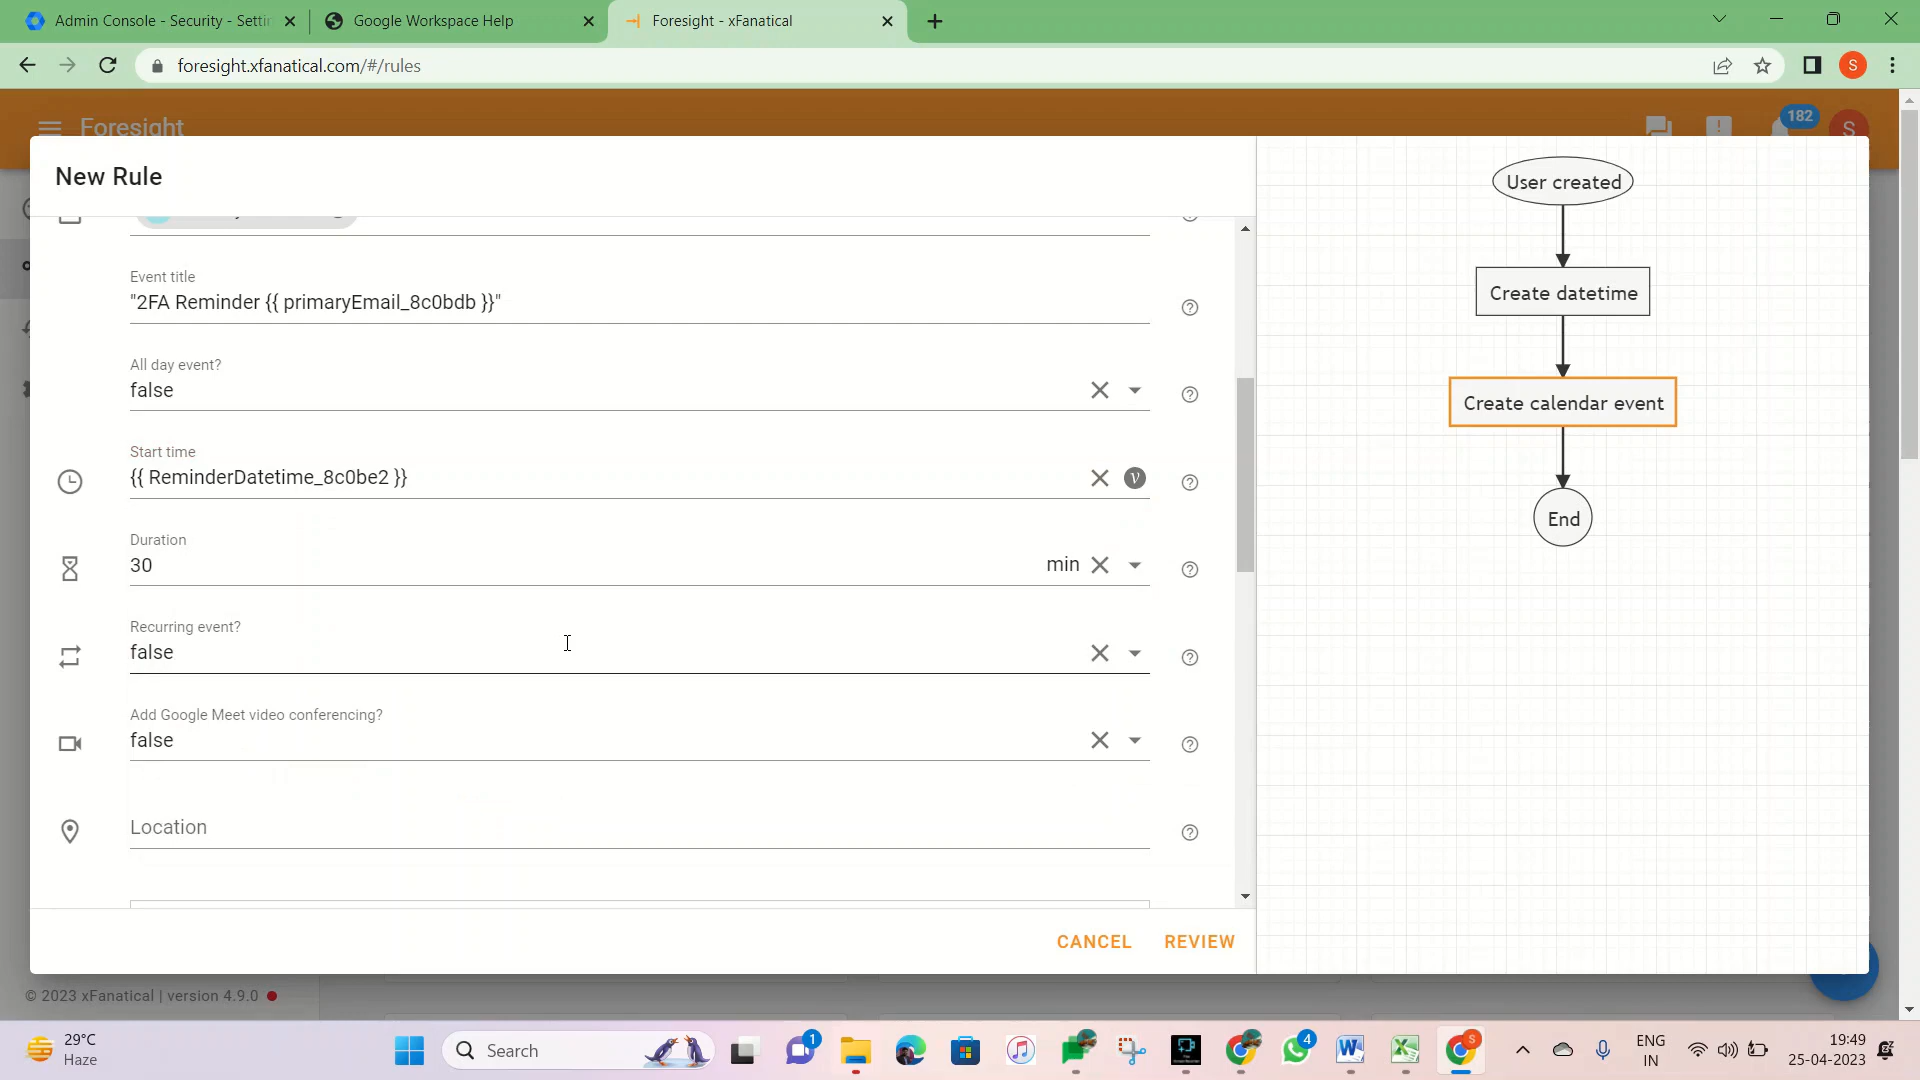 Admin Console - Security - Setti
Google Workspace Help
Foresight - xFanatical
foresight.xfanatical.com/#/rules
S
Foresight
182
S
New Rule
Event title
"2FA Reminder {{ primaryEmail_8c0bdb }}"
All day event?
false
Start time
{{ ReminderDatetime_8c0be2 }}
V
Duration
30
min
Recurring event?
false
Add Google Meet video conferencing?
false
Location
CANCEL
REVIEW
User created
Create datetime
Create calendar event
End
© 2023 xFanatical | version 4.9.0
29°C
Haze
Search
1
4
S
ENG
IN
19:49
25-04-2023